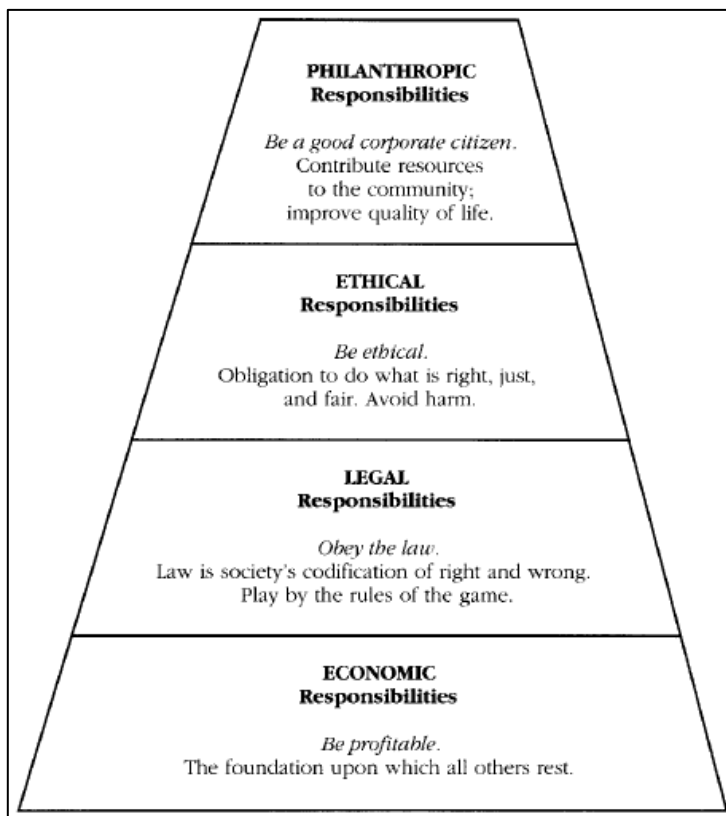 PHILANTHROPIC
Responsibilities
Be a good corporate citizen.
Contribute resources
to the community;
improve quality of life.
ETHICAL
Responsibilities
Be ethical.
Obligation to do what is right, just,
and fair. Avoid harm.
LEGAL
Responsibilities
Obey the law.
Law is society's codification of right and wrong.
Play by the rules of the game.
ECONOMIC
Responsibilities
Be profitable.
The foundation upon which all others rest.